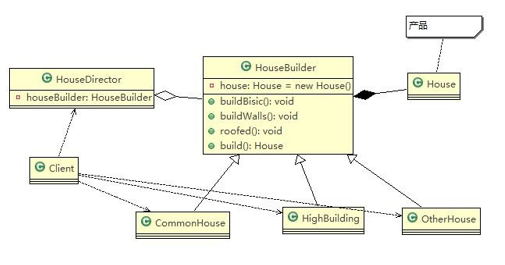 产品
HouseBuilder
house: House = new House()
buildBisic(): void
buildWalls(): void
roofed(): void
build(): House
HouseDirector
houseBuilder: HouseBuilder
House
Client
CommonHouse
HighBuilding
OtherHouse